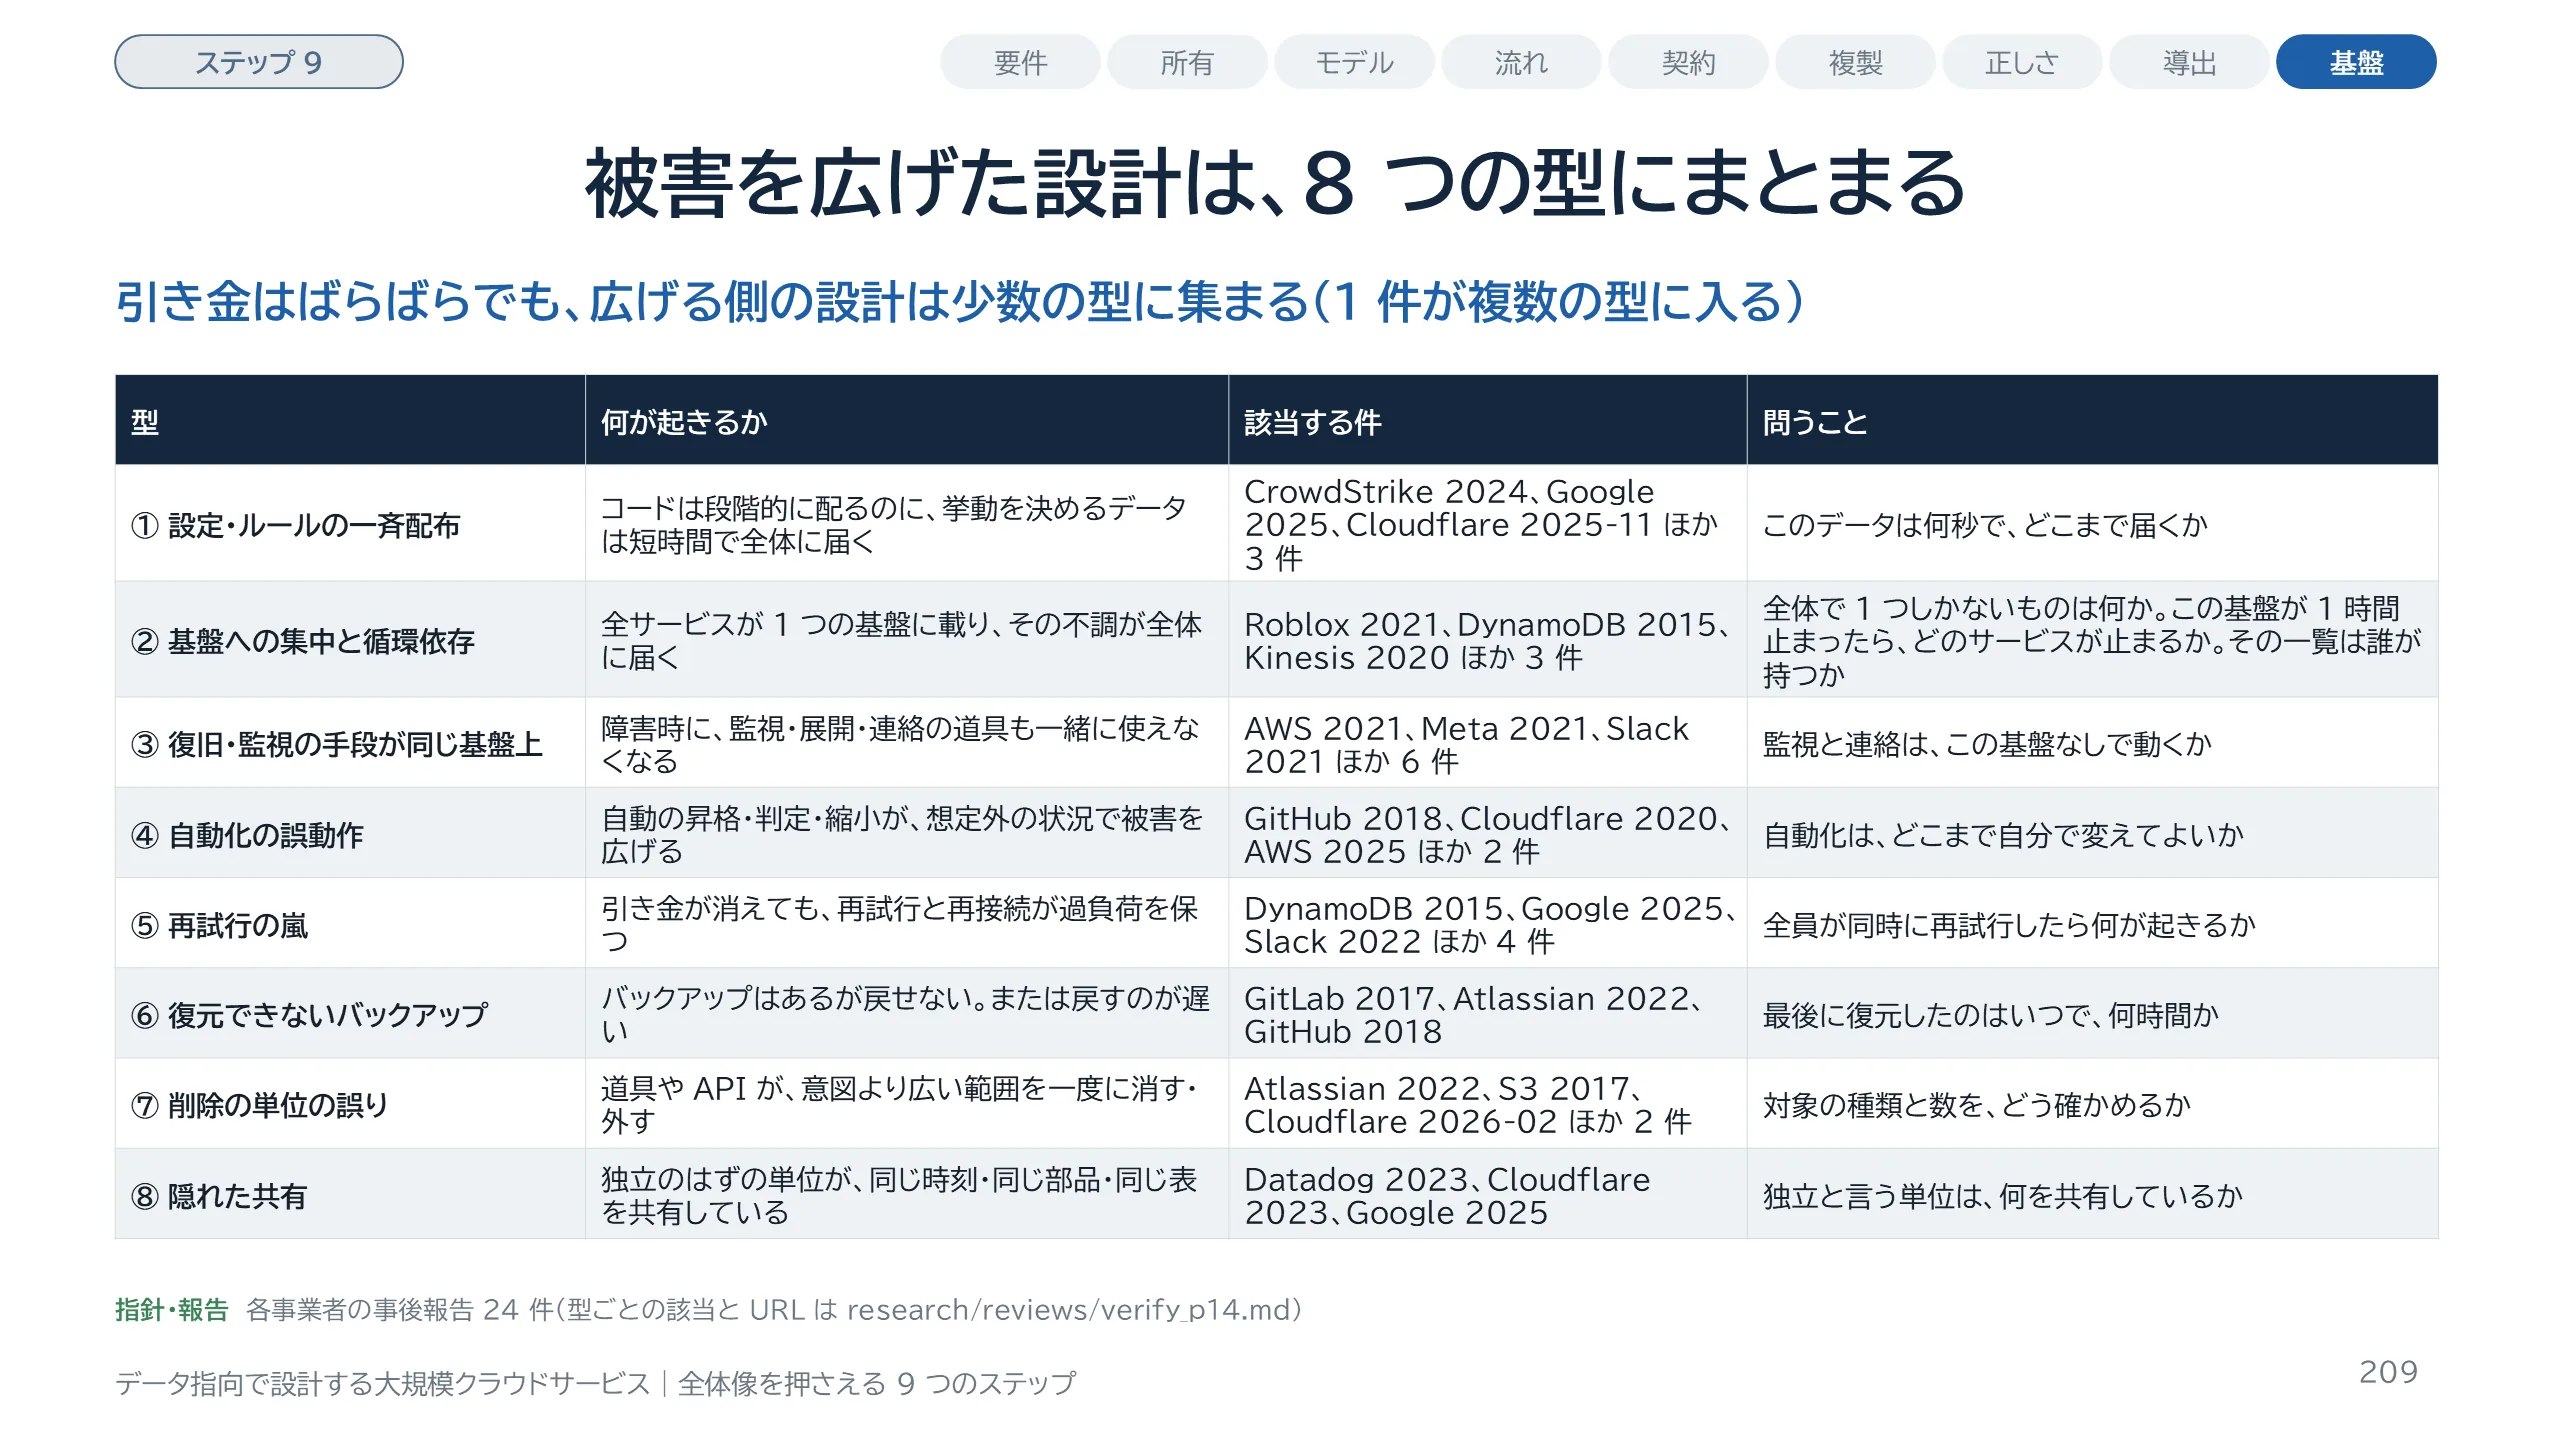 ステップ 9
要件
所有
モデル
流れ
契約
複製
正しさ
導出
基盤
被害を広げた設計は、8 つの型にまとまる
引き金はばらばらでも、広げる側の設計は少数の型に集まる（1 件が複数の型に入る）
型
何が起きるか
該当する件
問うこと
① 設定・ルールの一斉配布
コードは段階的に配るのに、挙動を決めるデータ
は短時間で全体に届く
CrowdStrike 2024、Google
2025、Cloudflare 2025-11 ほか
3 件
このデータは何秒で、どこまで届くか
② 基盤への集中と循環依存
全サービスが 1 つの基盤に載り、その不調が全体
に届く
Roblox 2021、DynamoDB 2015、
Kinesis 2020 ほか 3 件
全体で 1 つしかないものは何か。この基盤が 1 時間
止まったら、どのサービスが止まるか。その一覧は誰が
持つか
③ 復旧・監視の手段が同じ基盤上
障害時に、監視・展開・連絡の道具も一緒に使えな
くなる
AWS 2021、Meta 2021、Slack
2021 ほか 6 件
監視と連絡は、この基盤なしで動くか
④ 自動化の誤動作
自動の昇格・判定・縮小が、想定外の状況で被害を
広げる
GitHub 2018、Cloudflare 2020、
AWS 2025 ほか 2 件
自動化は、どこまで自分で変えてよいか
⑤ 再試行の嵐
引き金が消えても、再試行と再接続が過負荷を保
つ
DynamoDB 2015、Google 2025、
Slack 2022 ほか 4 件
全員が同時に再試行したら何が起きるか
⑥ 復元できないバックアップ
バックアップはあるが戻せない。または戻すのが遅
い
GitLab 2017、Atlassian 2022、
GitHub 2018
最後に復元したのはいつで、何時間か
⑦ 削除の単位の誤り
道具や API が、意図より広い範囲を一度に消す・
外す
Atlassian 2022、S3 2017、
Cloudflare 2026-02 ほか 2 件
対象の種類と数を、どう確かめるか
⑧ 隠れた共有
独立のはずの単位が、同じ時刻・同じ部品・同じ表
を共有している
Datadog 2023、Cloudflare
2023、Google 2025
独立と言う単位は、何を共有しているか
指針・報告 各事業者の事後報告 24 件（型ごとの該当と URL は research/reviews/verify_p14.md）
データ指向で設計する大規模クラウドサービス｜全体像を押さえる 9 つのステップ
209